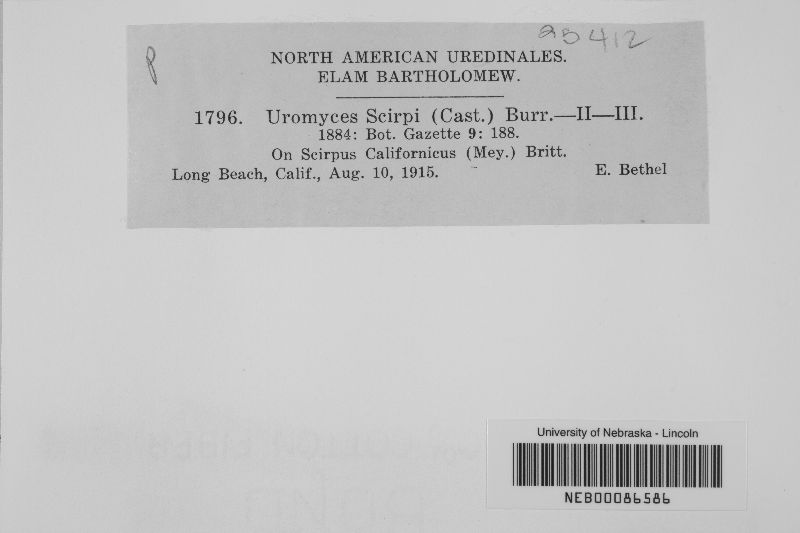 25412
P
NORTH AMERICAN UREDINALES.
ELAM BARTHOLOMEW.
1796. Uromyces Scirpi (Cast.) Burr.—II—III.
1884: Bot. Gazette 9: 188.
On Scirpus Californicus (Mey.) Britt.
Long Beach, Calif., Aug. 10, 1915. E. Bethel
University of Nebraska - Lincoln
NEB00086586